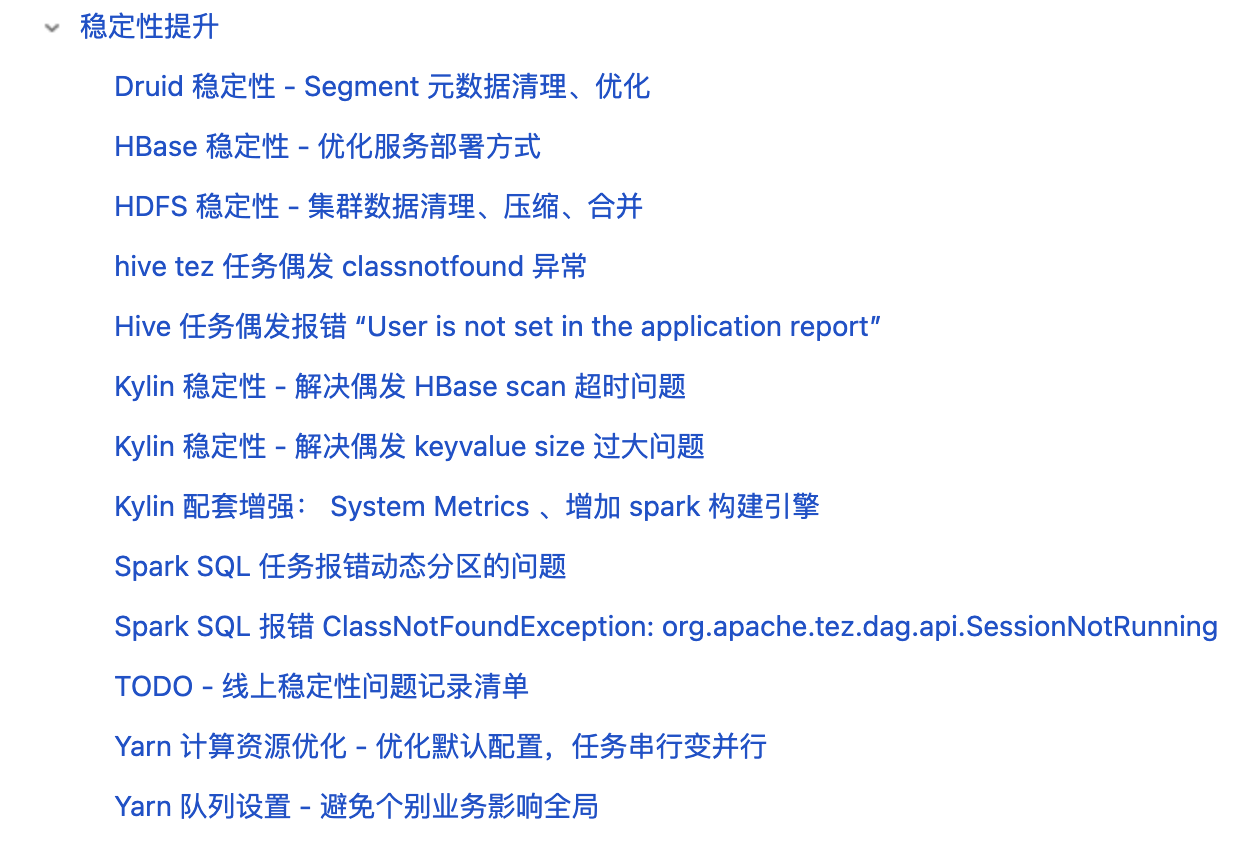 稳定性提升
Druid 稳定性 - Segment 元数据清理、优化
HBase 稳定性 - 优化服务部署方式
HDFS 稳定性 - 集群数据清理、压缩、合并
hive tez 任务偶发 classnotfound 异常
Hive 任务偶发报错 “User is not set in the application report”
Kylin 稳定性 - 解决偶发 HBase scan 超时问题
Kylin 稳定性 - 解决偶发 keyvalue size 过大问题
Kylin 配套增强： System Metrics 、增加 spark 构建引擎
Spark SQL 任务报错动态分区的问题
Spark SQL 报错 ClassNotFoundException: org.apache.tez.dag.api.SessionNotRunning
TODO - 线上稳定性问题记录清单
Yarn 计算资源优化 - 优化默认配置，任务串行变并行
Yarn 队列设置 - 避免个别业务影响全局